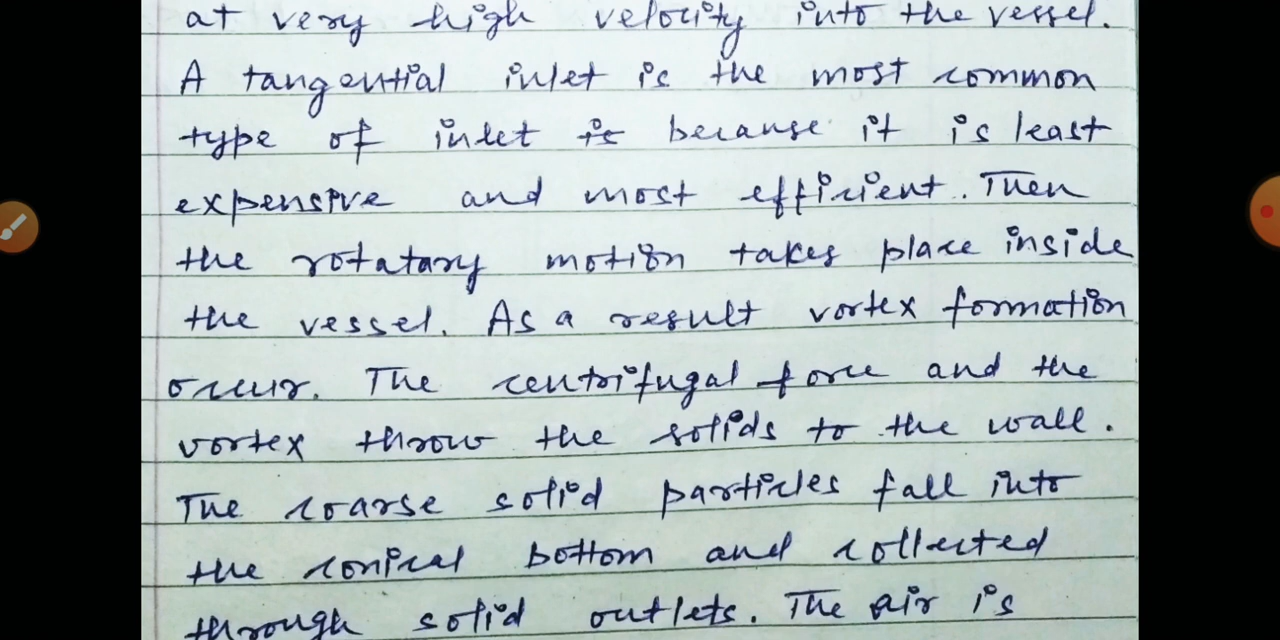 at very high velocity into the vessel.
A tangential inlet is the most common
type of inlet is because it is least
expensive and most efficient. Then
the rotatary motion takes place inside
the vessel. As a result vortex formation
occur. The centrifugal force and the
vortex throw the solids to the wall.
The coarse solid particles fall into
the conical bottom and collected
through solid outlets. The air is